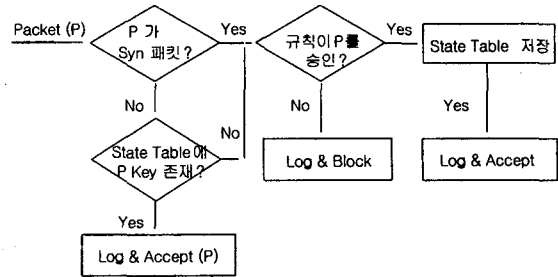 Packet (P)
P 가
Syn 패킷?
Yes
규칙이 P를
승인?
Yes
State Table 저장
No
No
No
Yes
State Table에
P Key 존재?
Log & Block
Log & Accept
Yes
Log & Accept (P)